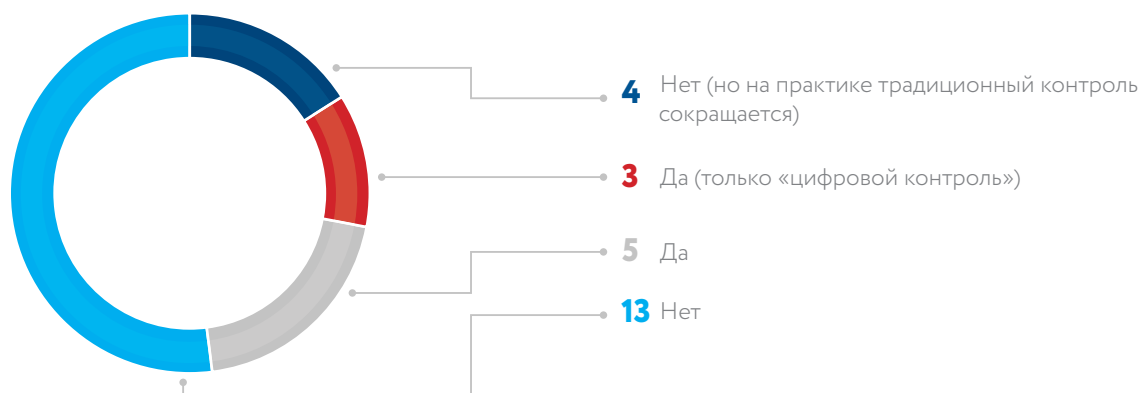 4 Нет (но на практике традиционный контроль
сокращается)
3 Да (только «цифровой контроль»)
5 Да
13 Нет